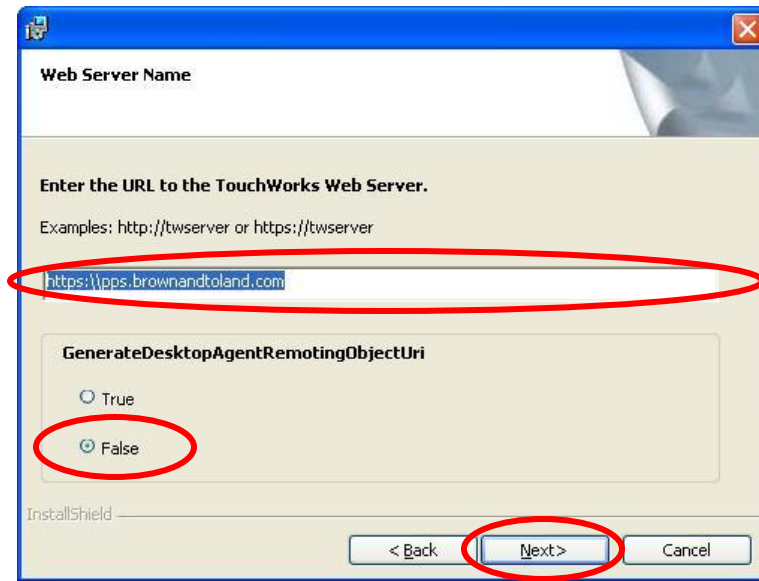 Web Server Name
Enter the URL to the TouchWorks Web Server.
Examples: http://twserver or https://twserver
https:\\pps.brownandtoland.com
GenerateDesktopAgentRemotingObjectUri
True
False
InstallShield
< Back Next> Cancel